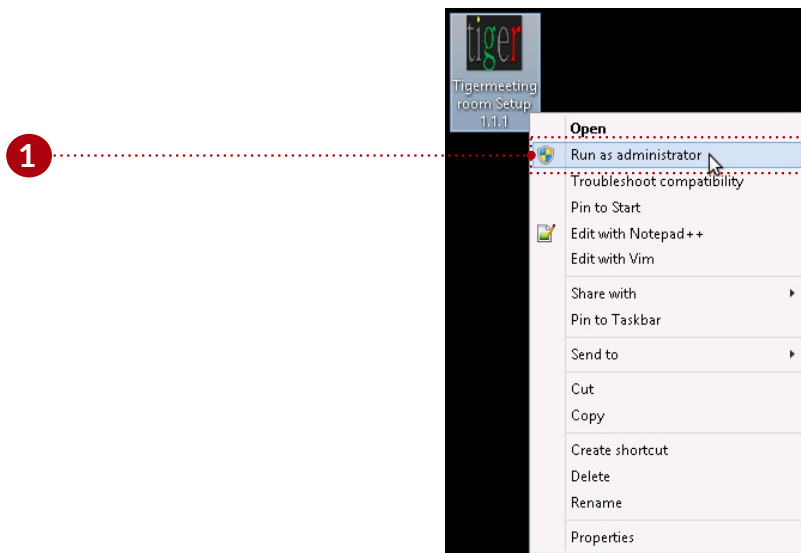 tiger
Tigermeeting
room Setup
1.1.1
1
Open
Run as administrator
Troubleshoot compatibility
Pin to Start
Edit with Notepad++
Edit with Vim
Share with
Pin to Taskbar
Send to
Cut
Copy
Create shortcut
Delete
Rename
Properties